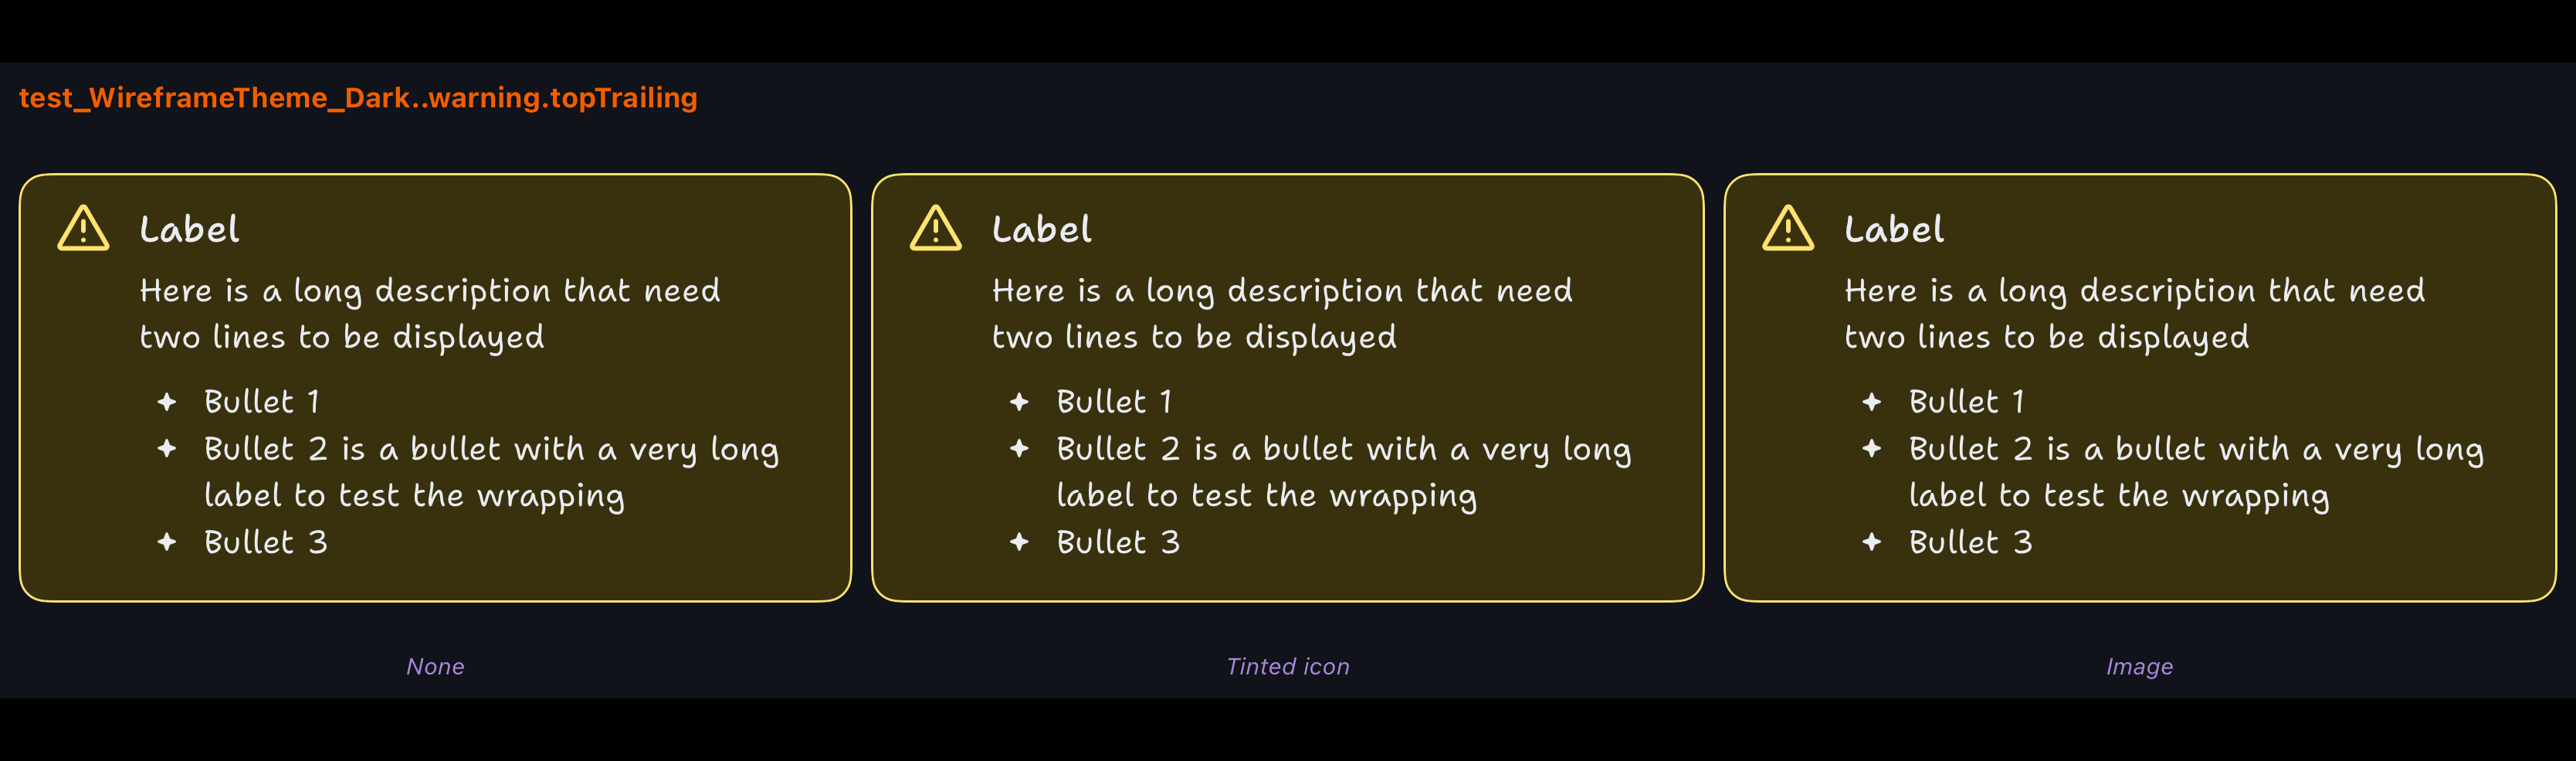 test_WireframeTheme_Dark..warning.topTrailing
Label
Here is a long description that need
two lines to be displayed
Bullet 1
Bullet 2 is a bullet with a very long
label to test the wrapping
Bullet 3
None
Label
Here is a long description that need
two lines to be displayed
Bullet 1
Bullet 2 is a bullet with a very long
label to test the wrapping
Bullet 3
Tinted icon
Label
Here is a long description that need
two lines to be displayed
Bullet 1
Bullet 2 is a bullet with a very long
label to test the wrapping
Bullet 3
Image